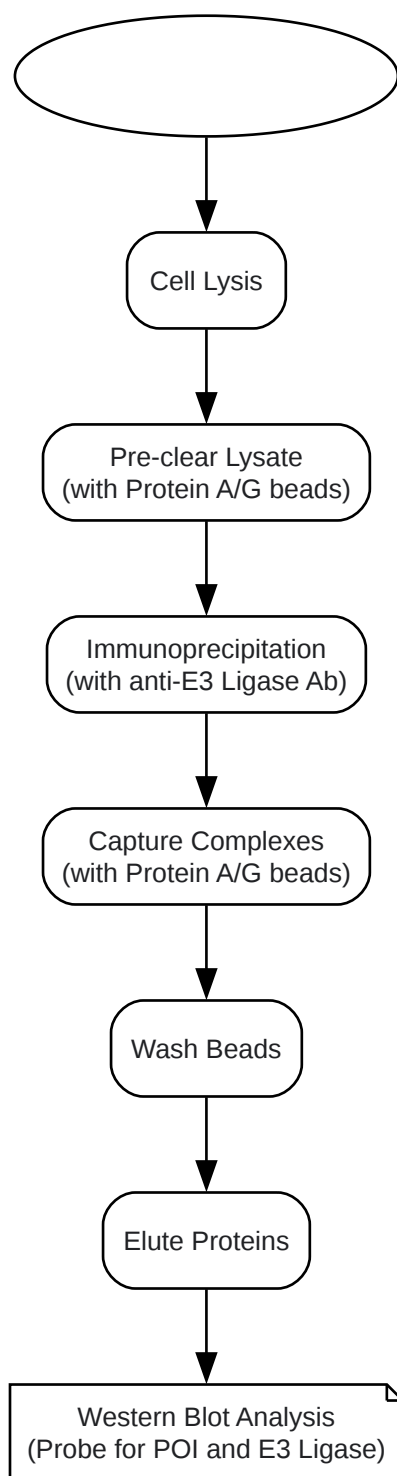 Cell Lysis
Pre-clear Lysate
(with Protein A/G beads)
Immunoprecipitation
(with anti-E3 Ligase Ab)
Capture Complexes
(with Protein A/G beads)
Wash Beads
Elute Proteins
Western Blot Analysis
(Probe for POI and E3 Ligase)